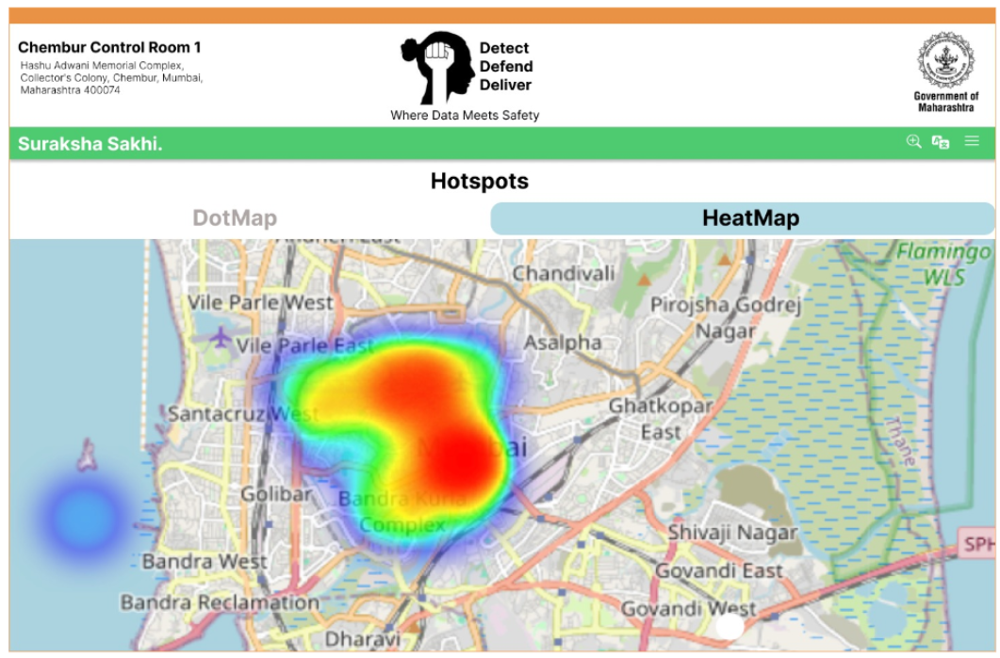 Chembur Control Room 1
Hashu Adwani Memorial Complex,
Collector's Colony, Chembur, Mumbai,
Maharashtra 400074
Detect
Defend
Deliver
Where Data Meets Safety
Government of
Maharashtra
Suraksha Sakhi.
Hotspots
DotMap
HeatMap
Andheri East
Flamingo
WLS
Chandivali
Vile Parle West
Pirojsha Godrej
Nagar
Vile Parle East
Asalpha
Santacruz West
Ghatkopar
East
Mumbai
Thane
Golibar
Bandra Kurla
Complex
Shivaji Nagar
SPH
Bandra West
Govandi East
Bandra Reclamation
Govandi West
Dharavi